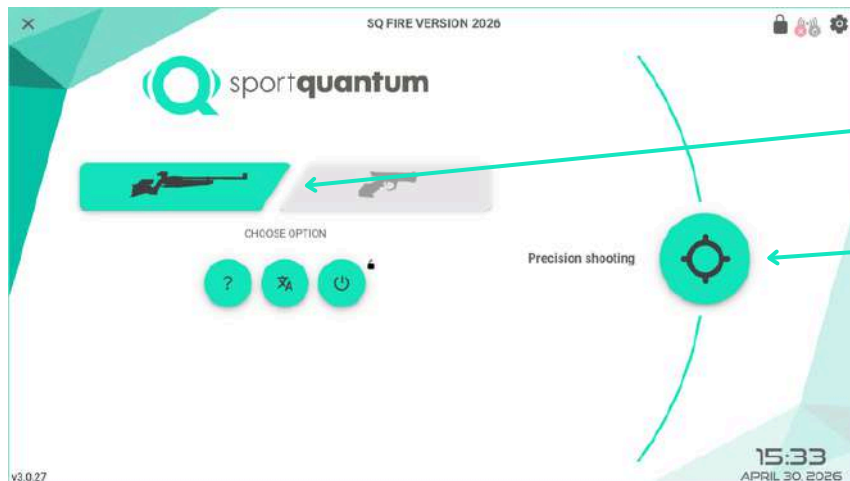 SQ FIRE VERSION 2026
sportquantum
CHOOSE OPTION
?
Precision shooting
15:33
APRIL 30, 2026
v3.0.27